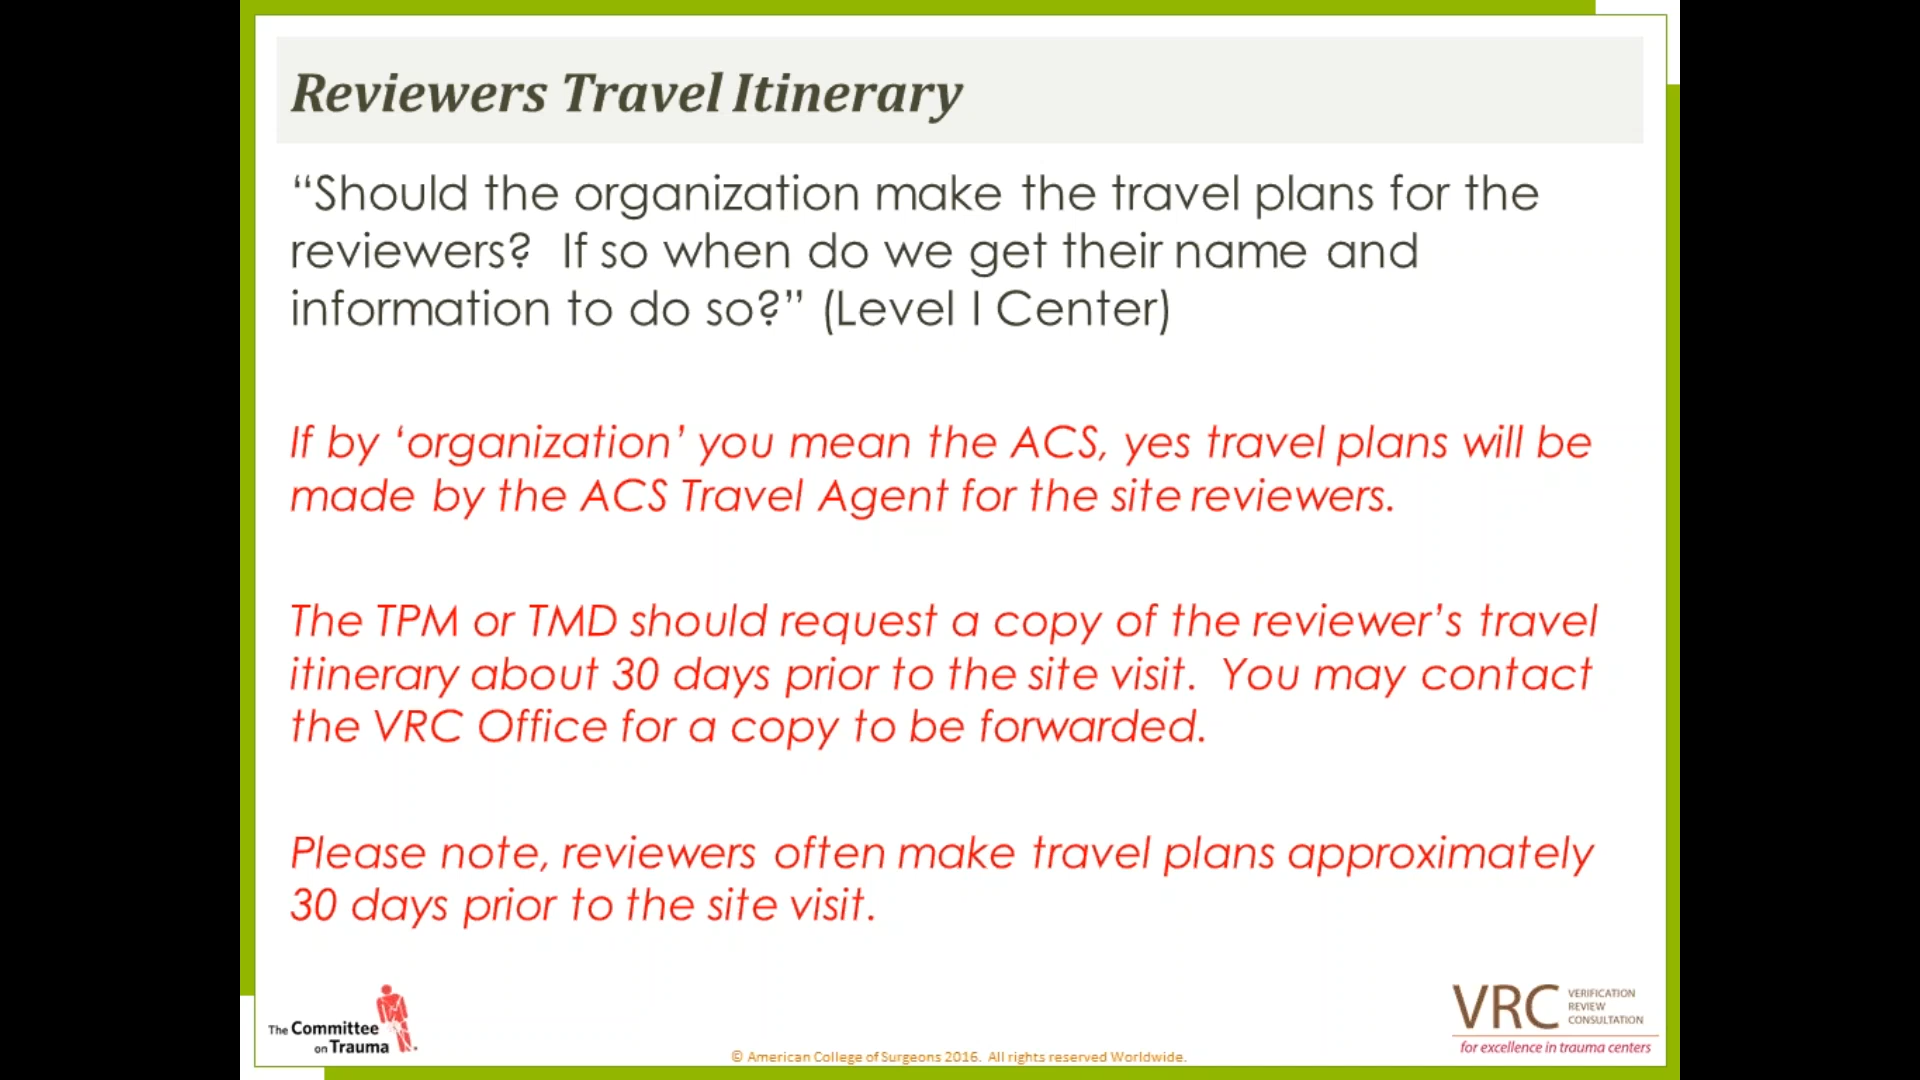 Reviewers Travel Itinerary
“Should the organization make the travel plans for the
reviewers?  If so when do we get their name and
information to do so?” (Level I Center)
If by ‘organization’ you mean the ACS, yes travel plans will be
made by the ACS Travel Agent for the site reviewers.
The TPM or TMD should request a copy of the reviewer’s travel
itinerary about 30 days prior to the site visit.  You may contact
the VRC Office for a copy to be forwarded.
Please note, reviewers often make travel plans approximately
30 days prior to the site visit.
The Committee
on Trauma
© American College of Surgeons 2016.  All rights reserved Worldwide.
VRC
VERIFICATION
REVIEW
CONSULTATION
for excellence in trauma centers